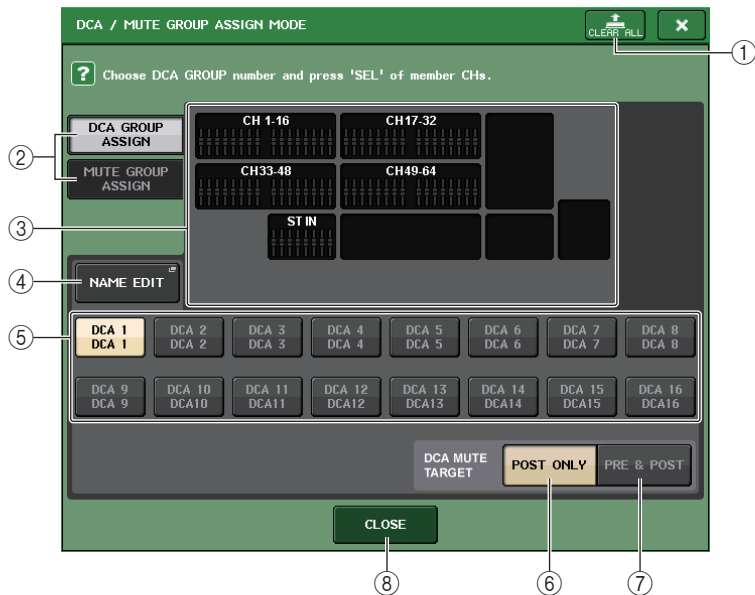 DCA / MUTE GROUP ASSIGN MODE
CLEAR ALL
×
①
? Choose DCA GROUP number and press 'SEL' of member CHs.
②
DCA GROUP
ASSIGN
MUTE GROUP
ASSIGN
③
CH 1-16
CH17-32
CH33-48
CH49-64
ST IN
④
NAME EDIT
⑤
DCA 1 DCA 2 DCA 3 DCA 4 DCA 5 DCA 6 DCA 7 DCA 8
DCA 1 DCA 2 DCA 3 DCA 4 DCA 5 DCA 6 DCA 7 DCA 8
DCA 9 DCA 10 DCA 11 DCA 12 DCA 13 DCA 14 DCA 15 DCA 16
DCA 9 DCA10 DCA11 DCA12 DCA13 DCA14 DCA15 DCA16
DCA MUTE
TARGET
POST ONLY
PRE & POST
CLOSE
⑧
⑥
⑦